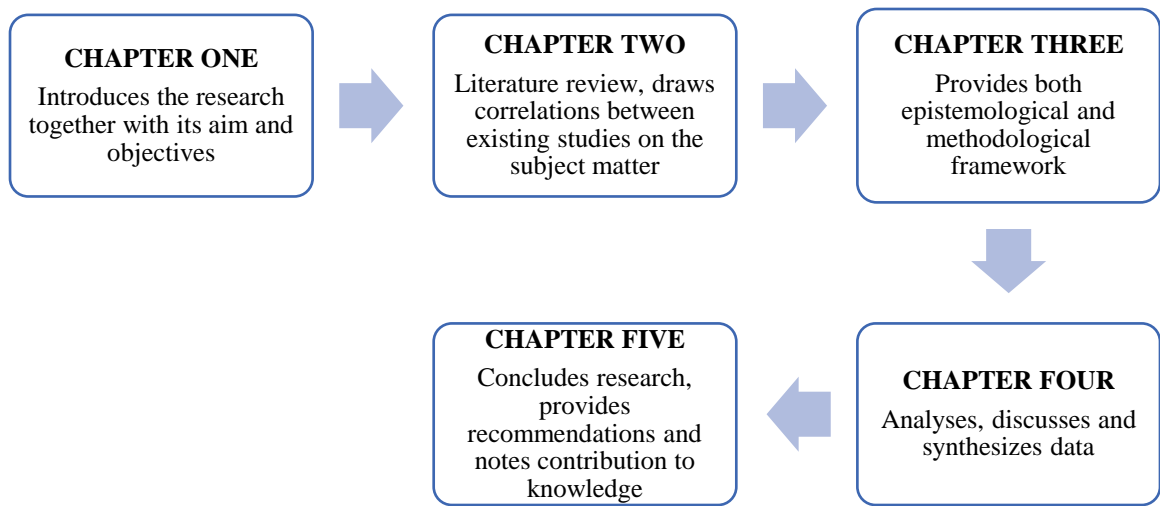 CHAPTER ONE
Introduces the research
together with its aim and
objectives
CHAPTER TWO
Literature review, draws
correlations between
existing studies on the
subject matter
CHAPTER THREE
Provides both
epistemological and
methodological
framework
CHAPTER FOUR
Analyses, discusses and
synthesizes data
CHAPTER FIVE
Concludes research,
provides
recommendations and
notes contribution to
knowledge